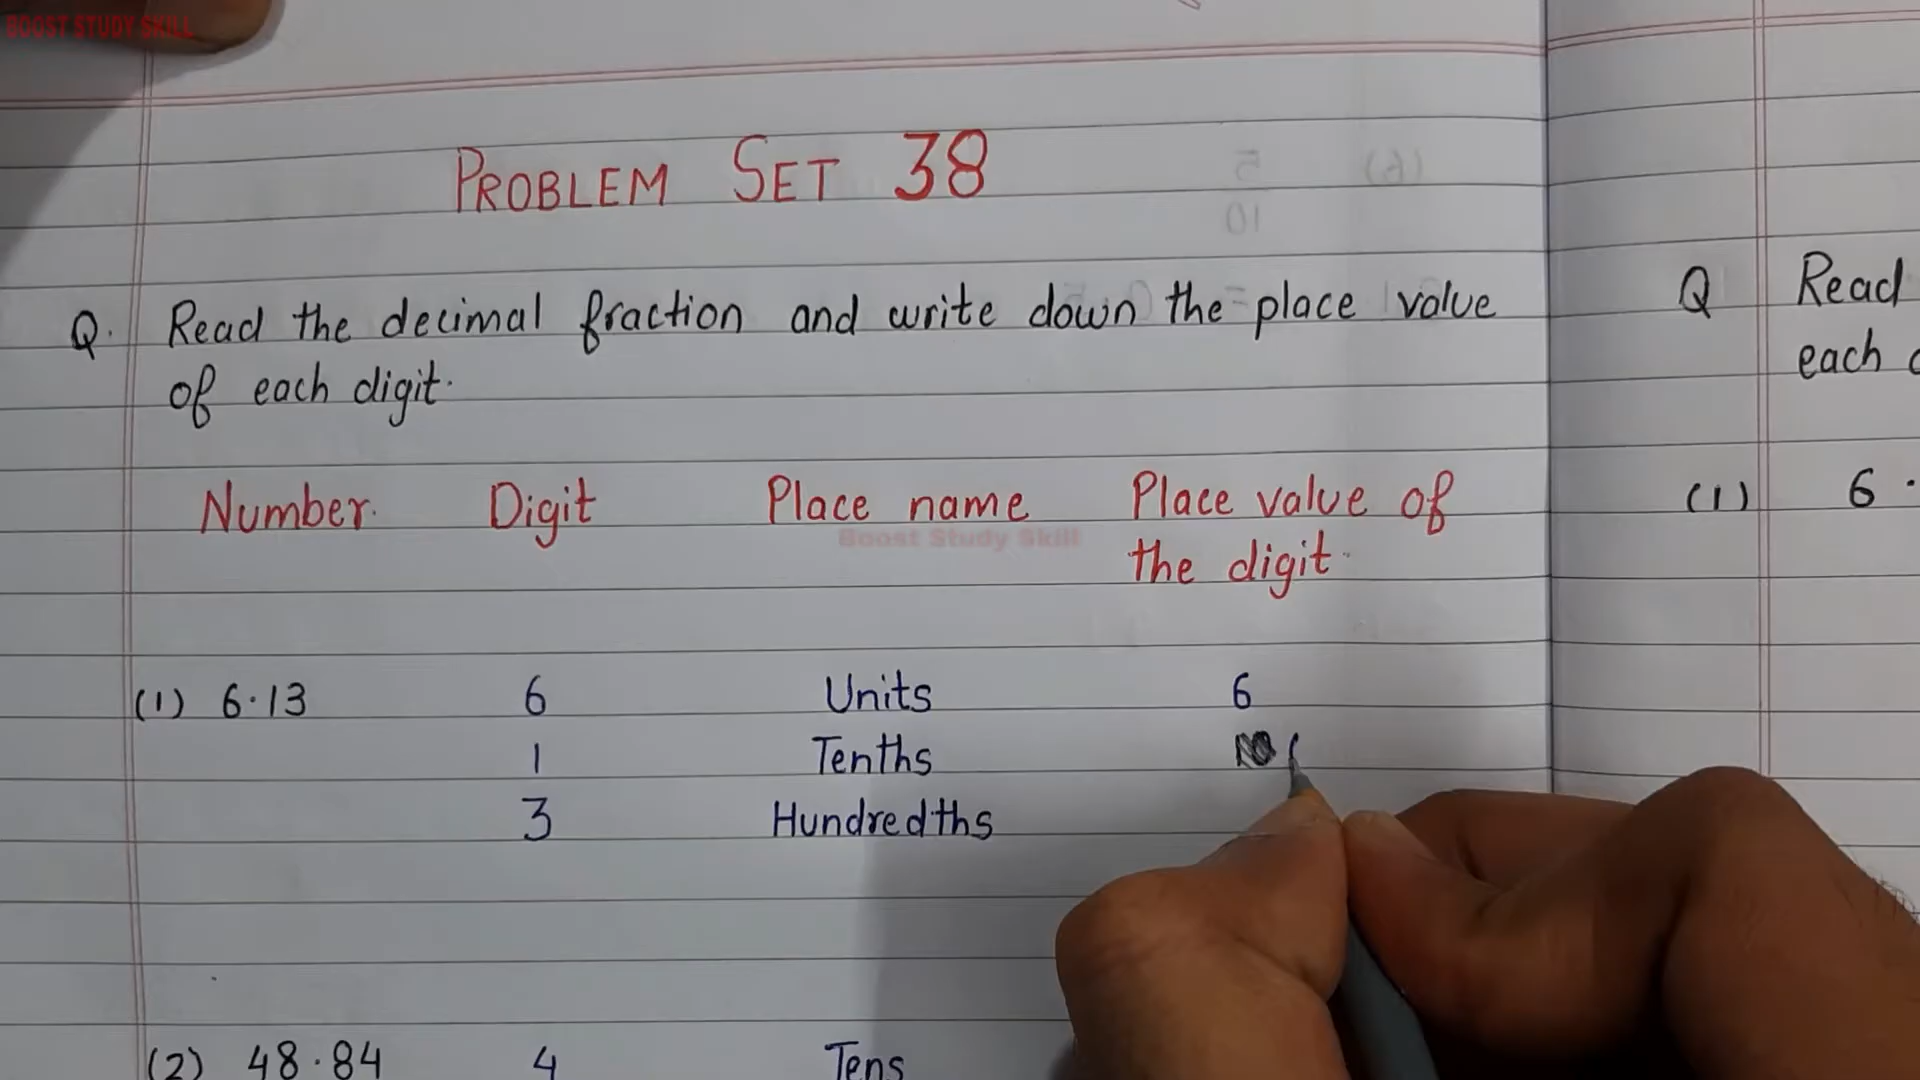 BOOST STUDY SKILL
PROBLEM SET 38
Q. Read the decimal fraction and write down the place value
of each digit.
Number. Digit Place name Place value of
the digit.
Boost Study Skill
(1) 6.13 6 Units 6
1 Tenths
3 Hundredths
(2) 48.84 4 Tens
Q Read
each
(1) 6.